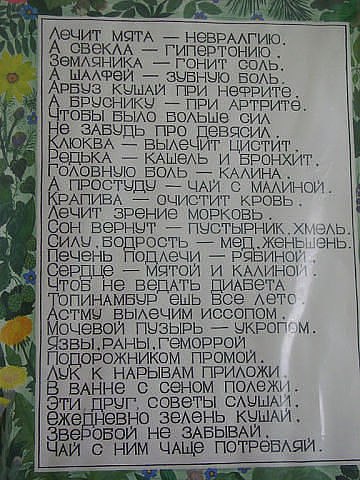 Лечит мята – невралгию.
А свекла – гипертонию.
Земляника – гонит соль.
А шалфей – зубную боль.
Арбуз кушай при нефрите.
А бруснику – при артрите.
Чтобы было больше сил
Не забудь про девясил.
Клюква – вылечит цистит.
Редька – кашель и бронхит.
Головную боль – калина.
А простуду – чай с малиной.
Крапива – очистит кровь.
Лечит зрение морковь.
Сон вернут – пустырник,хмель.
Силу,бодрость – мед,женьшень.
Печень подлечи – рябиной.
Сердце – мятой и калиной.
Чтоб не ведать диабета
Топинамбур ешь все лето.
Астму вылечим иссопом.
Мочевой пузырь – укропом.
Язвы,раны,геморрой
Подорожником промой.
Лук к нарывам приложи.
В ванне с сеном полежи.
Эти друг, советы слушай,
Ежедневно зелень кушай,
Зверобой не забывай,
Чай с ним чаще потребляй.